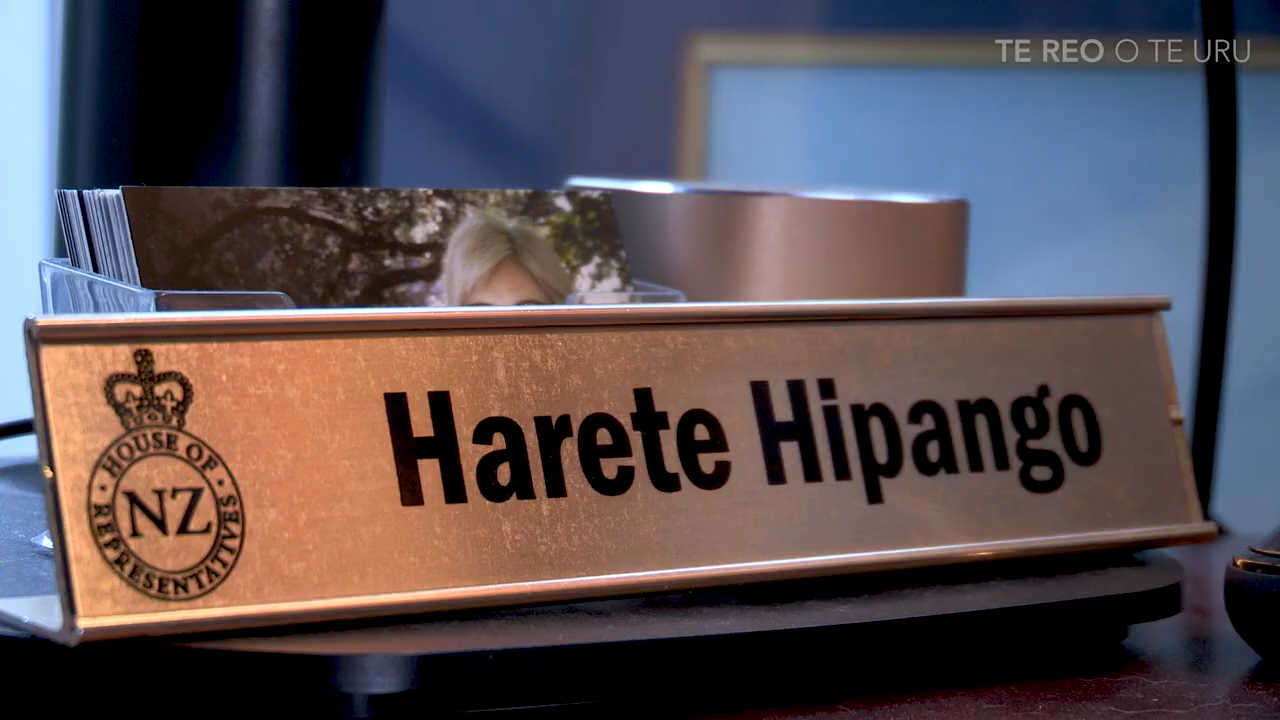 TE REO O TE URU
Harete Hipango
HOUSE OF
NZ
REPRESENTATIVES